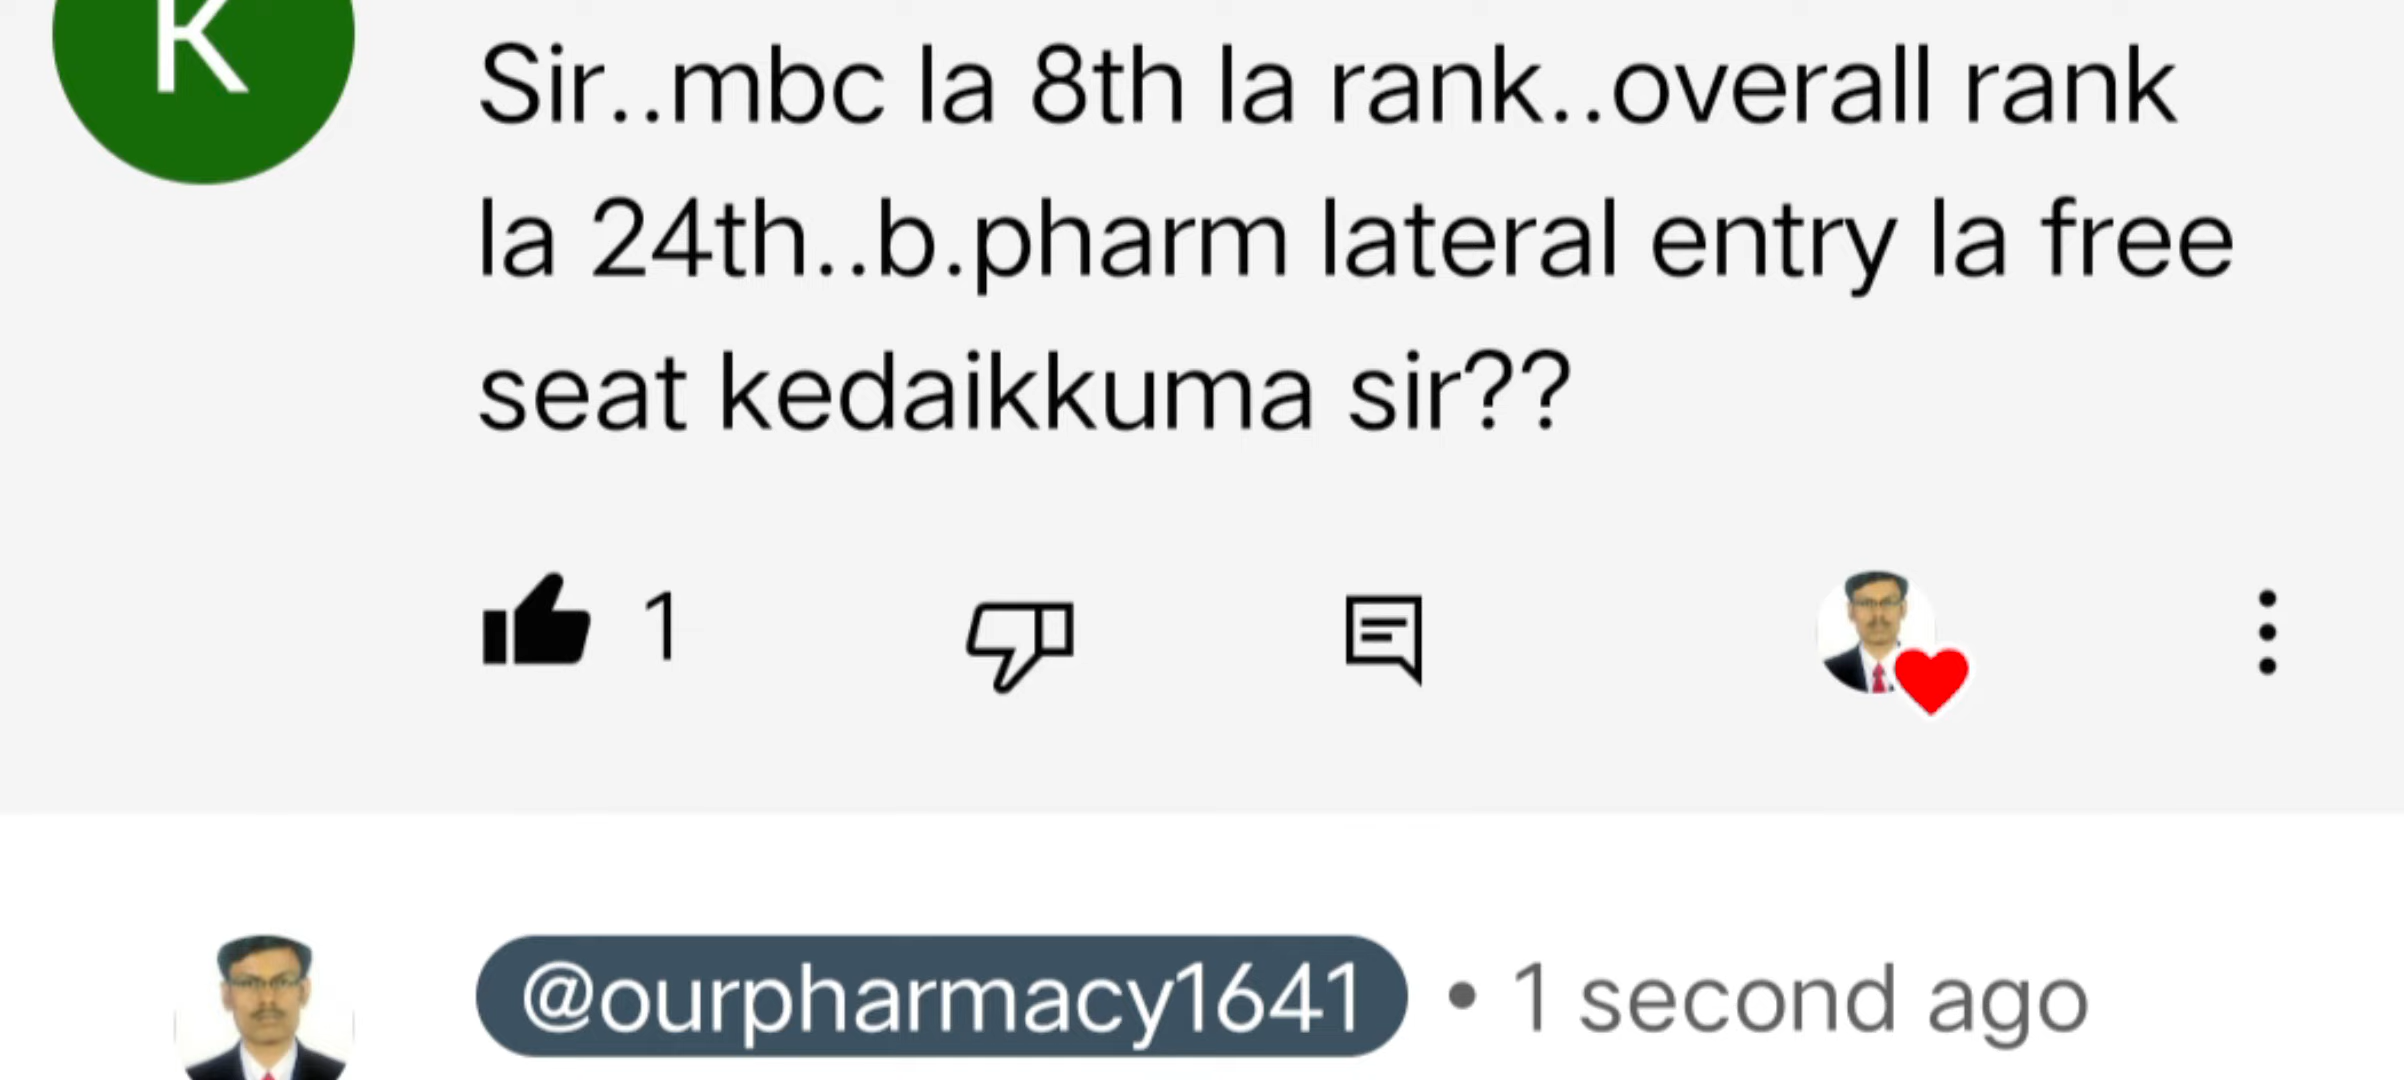 K
Sir..mbc la 8th la rank..overall rank
la 24th..b.pharm lateral entry la free
seat kedaikkuma sir??
1
@ourpharmacy1641 • 1 second ago